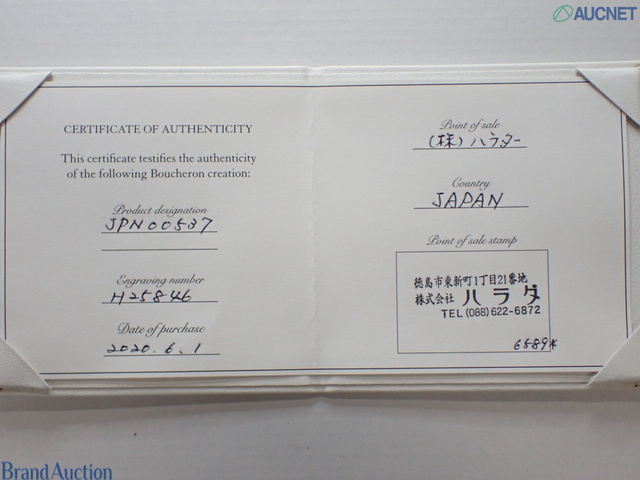 AUCNET
CERTIFICATE OF AUTHENTICITY
This certificate testifies the authenticity
of the following Boucheron creation:
Product designation
JPN00537
Engraving number
H25846
Date of purchase
2020.6.1
Point of sale
(株)ハラダ
Country
JAPAN
Point of sale stamp
徳島市東新町1丁目21番地
株式会社 ハラダ
TEL (088)622-6872
Brand Auction